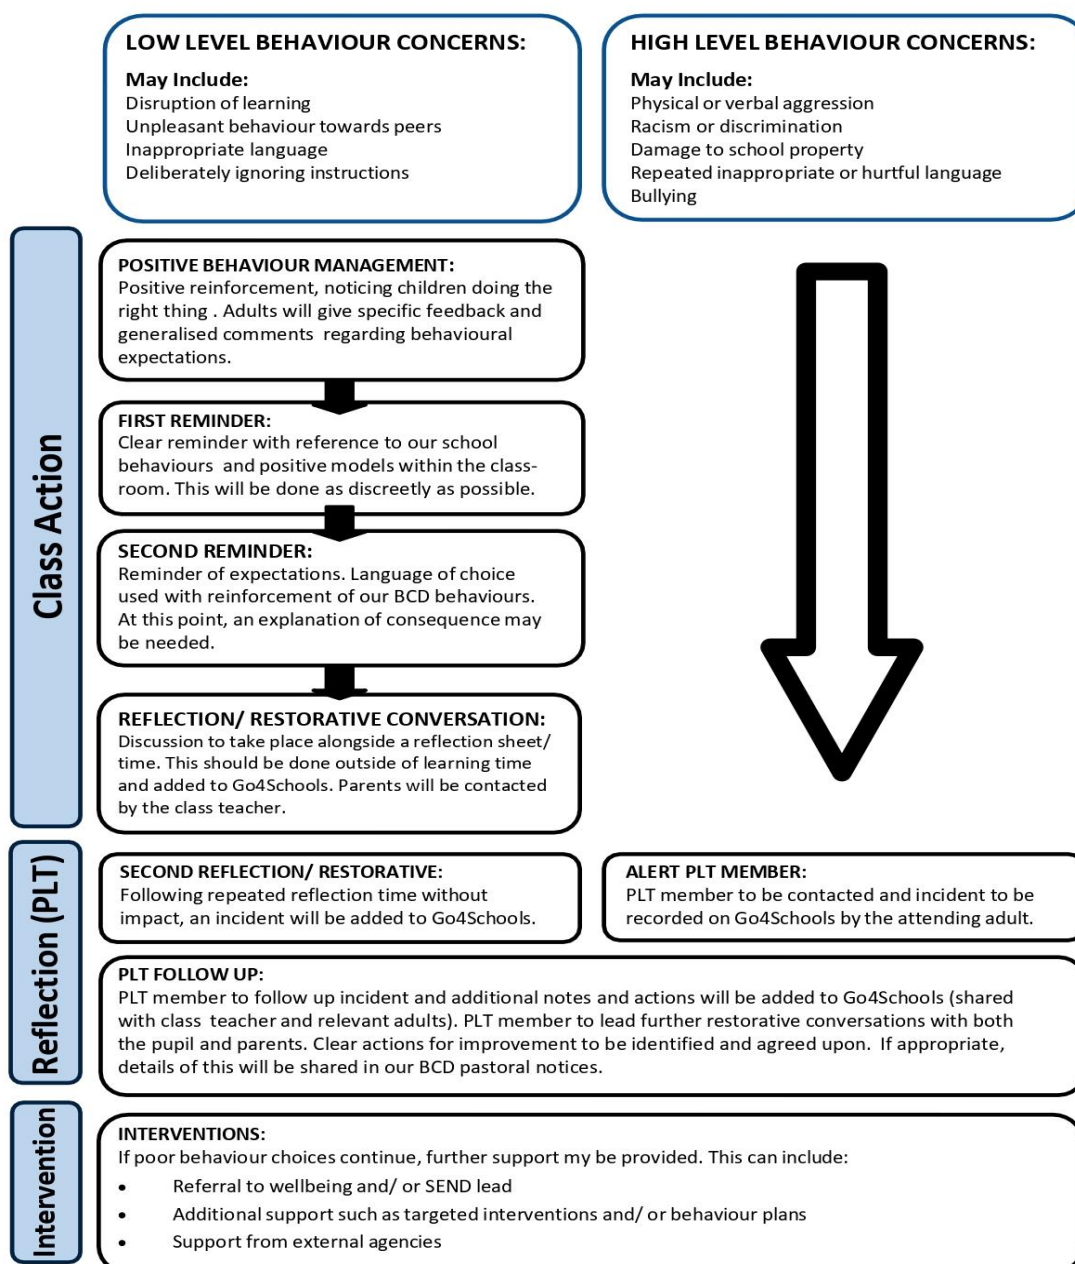 LOW LEVEL BEHAVIOUR CONCERNS:
May Include:
Disruption of learning
Unpleasant behaviour towards peers
Inappropriate language
Deliberately ignoring instructions
HIGH LEVEL BEHAVIOUR CONCERNS:
May Include:
Physical or verbal aggression
Racism or discrimination
Damage to school property
Repeated inappropriate or hurtful language
Bullying
Class Action
POSITIVE BEHAVIOUR MANAGEMENT:
Positive reinforcement, noticing children doing the
right thing . Adults will give specific feedback and
generalised comments regarding behavioural
expectations.
FIRST REMINDER:
Clear reminder with reference to our school
behaviours and positive models within the class-
room. This will be done as discreetly as possible.
SECOND REMINDER:
Reminder of expectations. Language of choice
used with reinforcement of our BCD behaviours.
At this point, an explanation of consequence may
be needed.
REFLECTION/ RESTORATIVE CONVERSATION:
Discussion to take place alongside a reflection sheet/
time. This should be done outside of learning time
and added to Go4Schools. Parents will be contacted
by the class teacher.
Reflection (PLT)
SECOND REFLECTION/ RESTORATIVE:
Following repeated reflection time without
impact, an incident will be added to Go4Schools.
ALERT PLT MEMBER:
PLT member to be contacted and incident to be
recorded on Go4Schools by the attending adult.
PLT FOLLOW UP:
PLT member to follow up incident and additional notes and actions will be added to Go4Schools (shared
with class teacher and relevant adults). PLT member to lead further restorative conversations with both
the pupil and parents. Clear actions for improvement to be identified and agreed upon. If appropriate,
details of this will be shared in our BCD pastoral notices.
Intervention
INTERVENTIONS:
If poor behaviour choices continue, further support my be provided. This can include:
• Referral to wellbeing and/ or SEND lead
• Additional support such as targeted interventions and/ or behaviour plans
• Support from external agencies